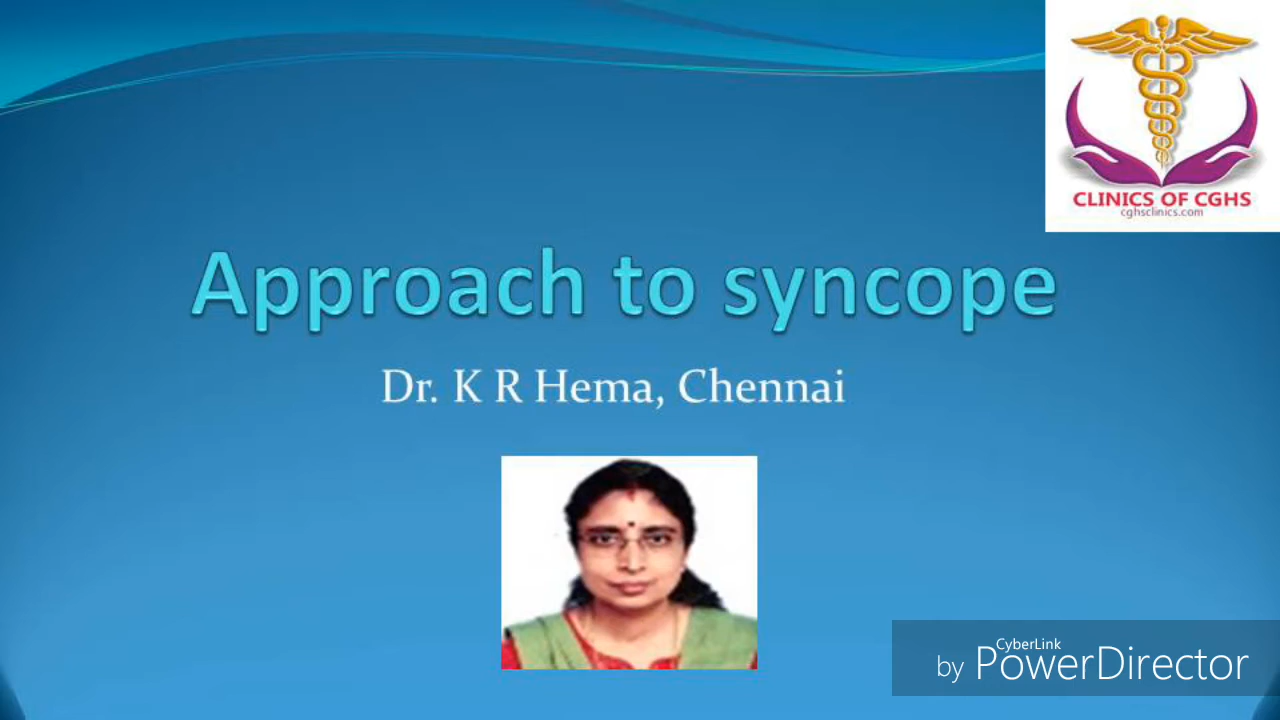 CLINICS OF CGHS
cghsclinics.com
Approach to syncope
Dr. K R Hema, Chennai
CyberLink
by PowerDirector